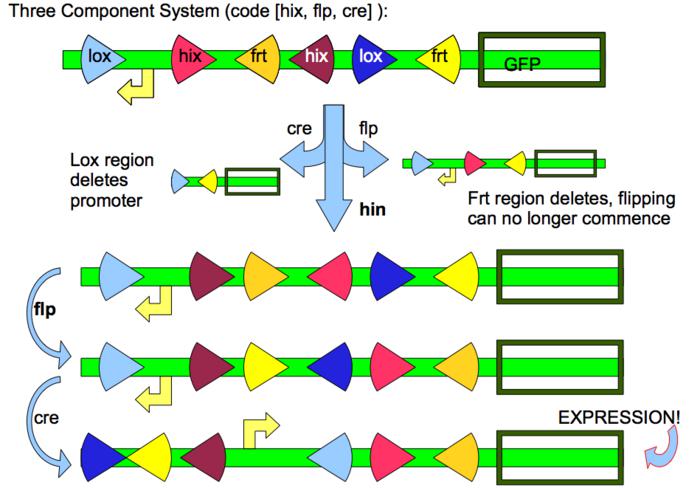 Three Component System (code [hix, flp, cre] ):
lox
hix
frt
hix
lox
frt
GFP
cre
flp
Lox region
deletes
promoter
Frt region deletes, flipping
can no longer commence
hin
flp
cre
EXPRESSION!